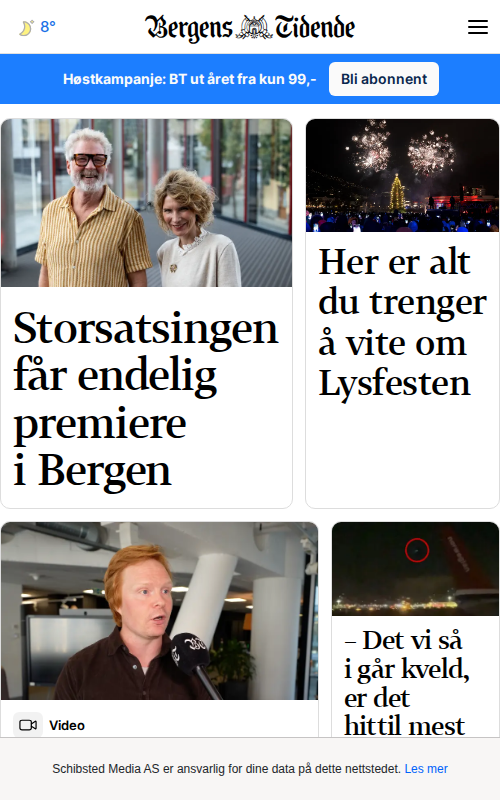 8°
Bergens Tidende
Høstkampanje: BT ut året fra kun 99,-
Bli abonnent
Storsatsingen
får endelig
premiere
i Bergen
Her er alt
du trenger
å vite om
Lysfesten
Video
– Det vi så
i går kveld,
er det
hittil mest
Schibsted Media AS er ansvarlig for dine data på dette nettstedet. Les mer